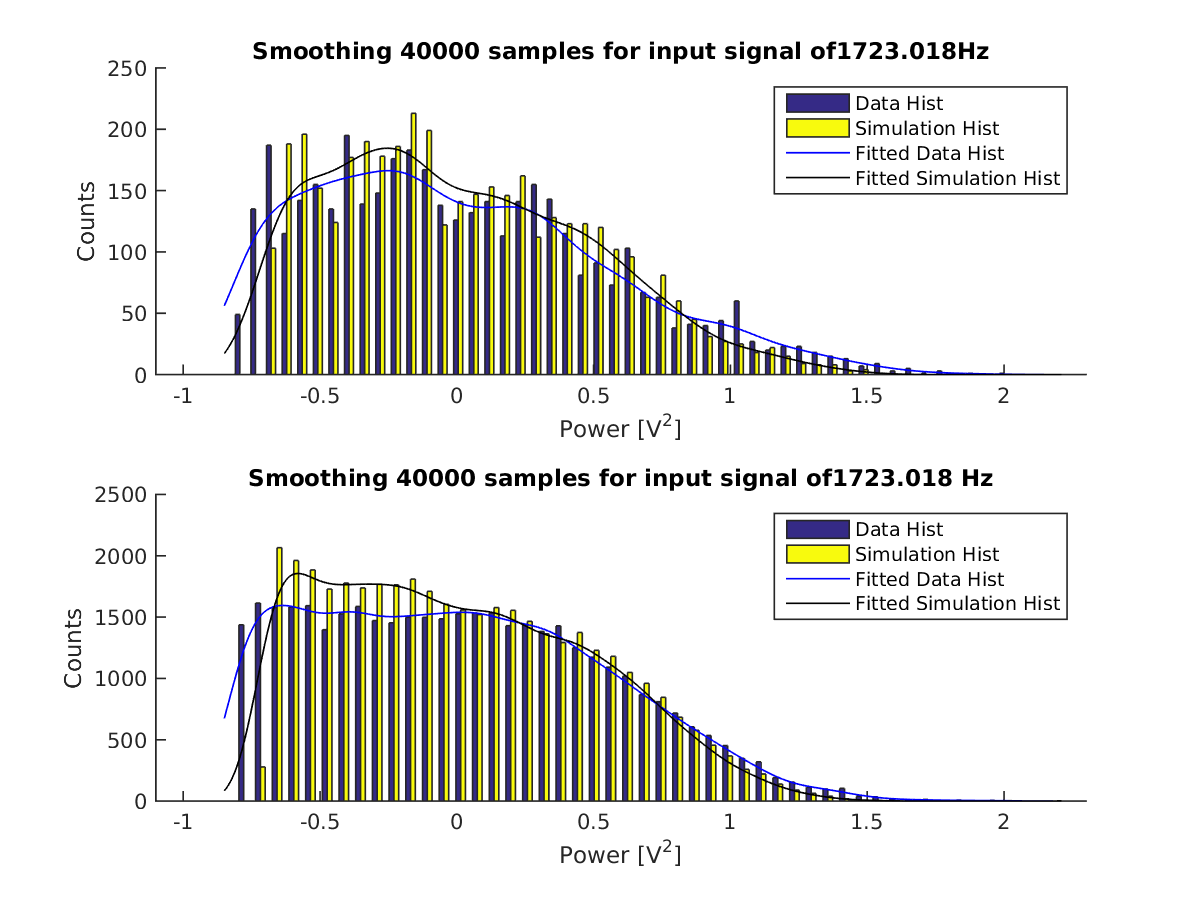 Smoothing 40000 samples for input signal of1723.018Hz
250
200
150
100
50
0
Counts
-1 -0.5 0 0.5 1 1.5 2
Power [V²]
Data Hist
Simulation Hist
Fitted Data Hist
Fitted Simulation Hist
Smoothing 40000 samples for input signal of1723.018 Hz
2500
2000
1500
1000
500
0
Counts
-1 -0.5 0 0.5 1 1.5 2
Power [V²]
Data Hist
Simulation Hist
Fitted Data Hist
Fitted Simulation Hist